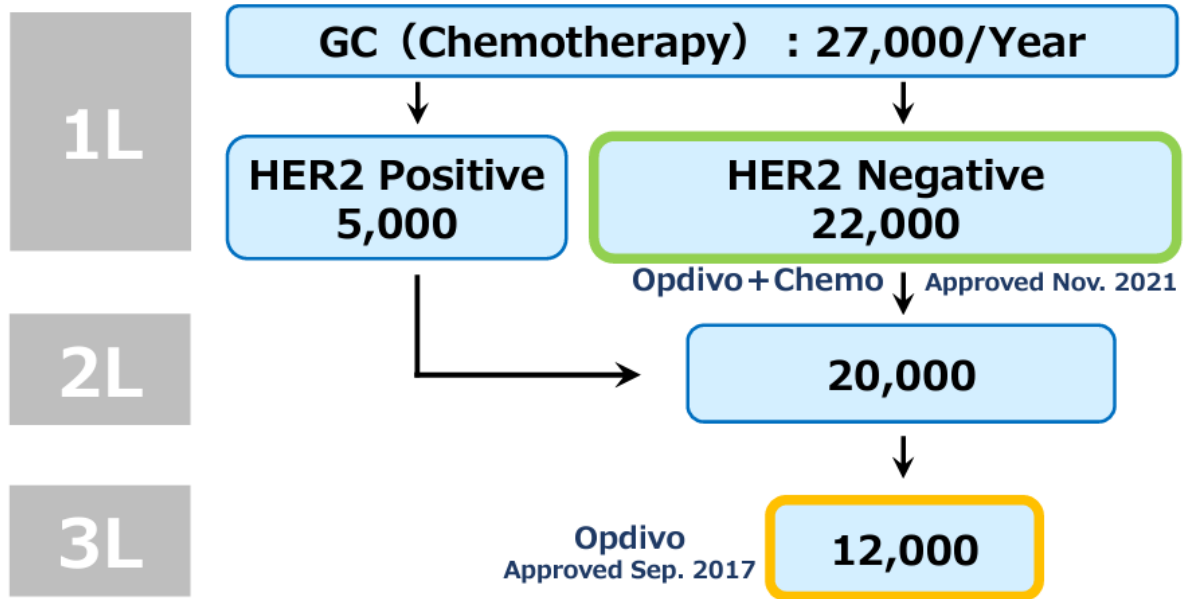 GC（Chemotherapy）：27,000/Year
1L
HER2 Positive
5,000
HER2 Negative
22,000
Opdivo+Chemo
Approved Nov. 2021
2L
20,000
3L
Opdivo
Approved Sep. 2017
12,000